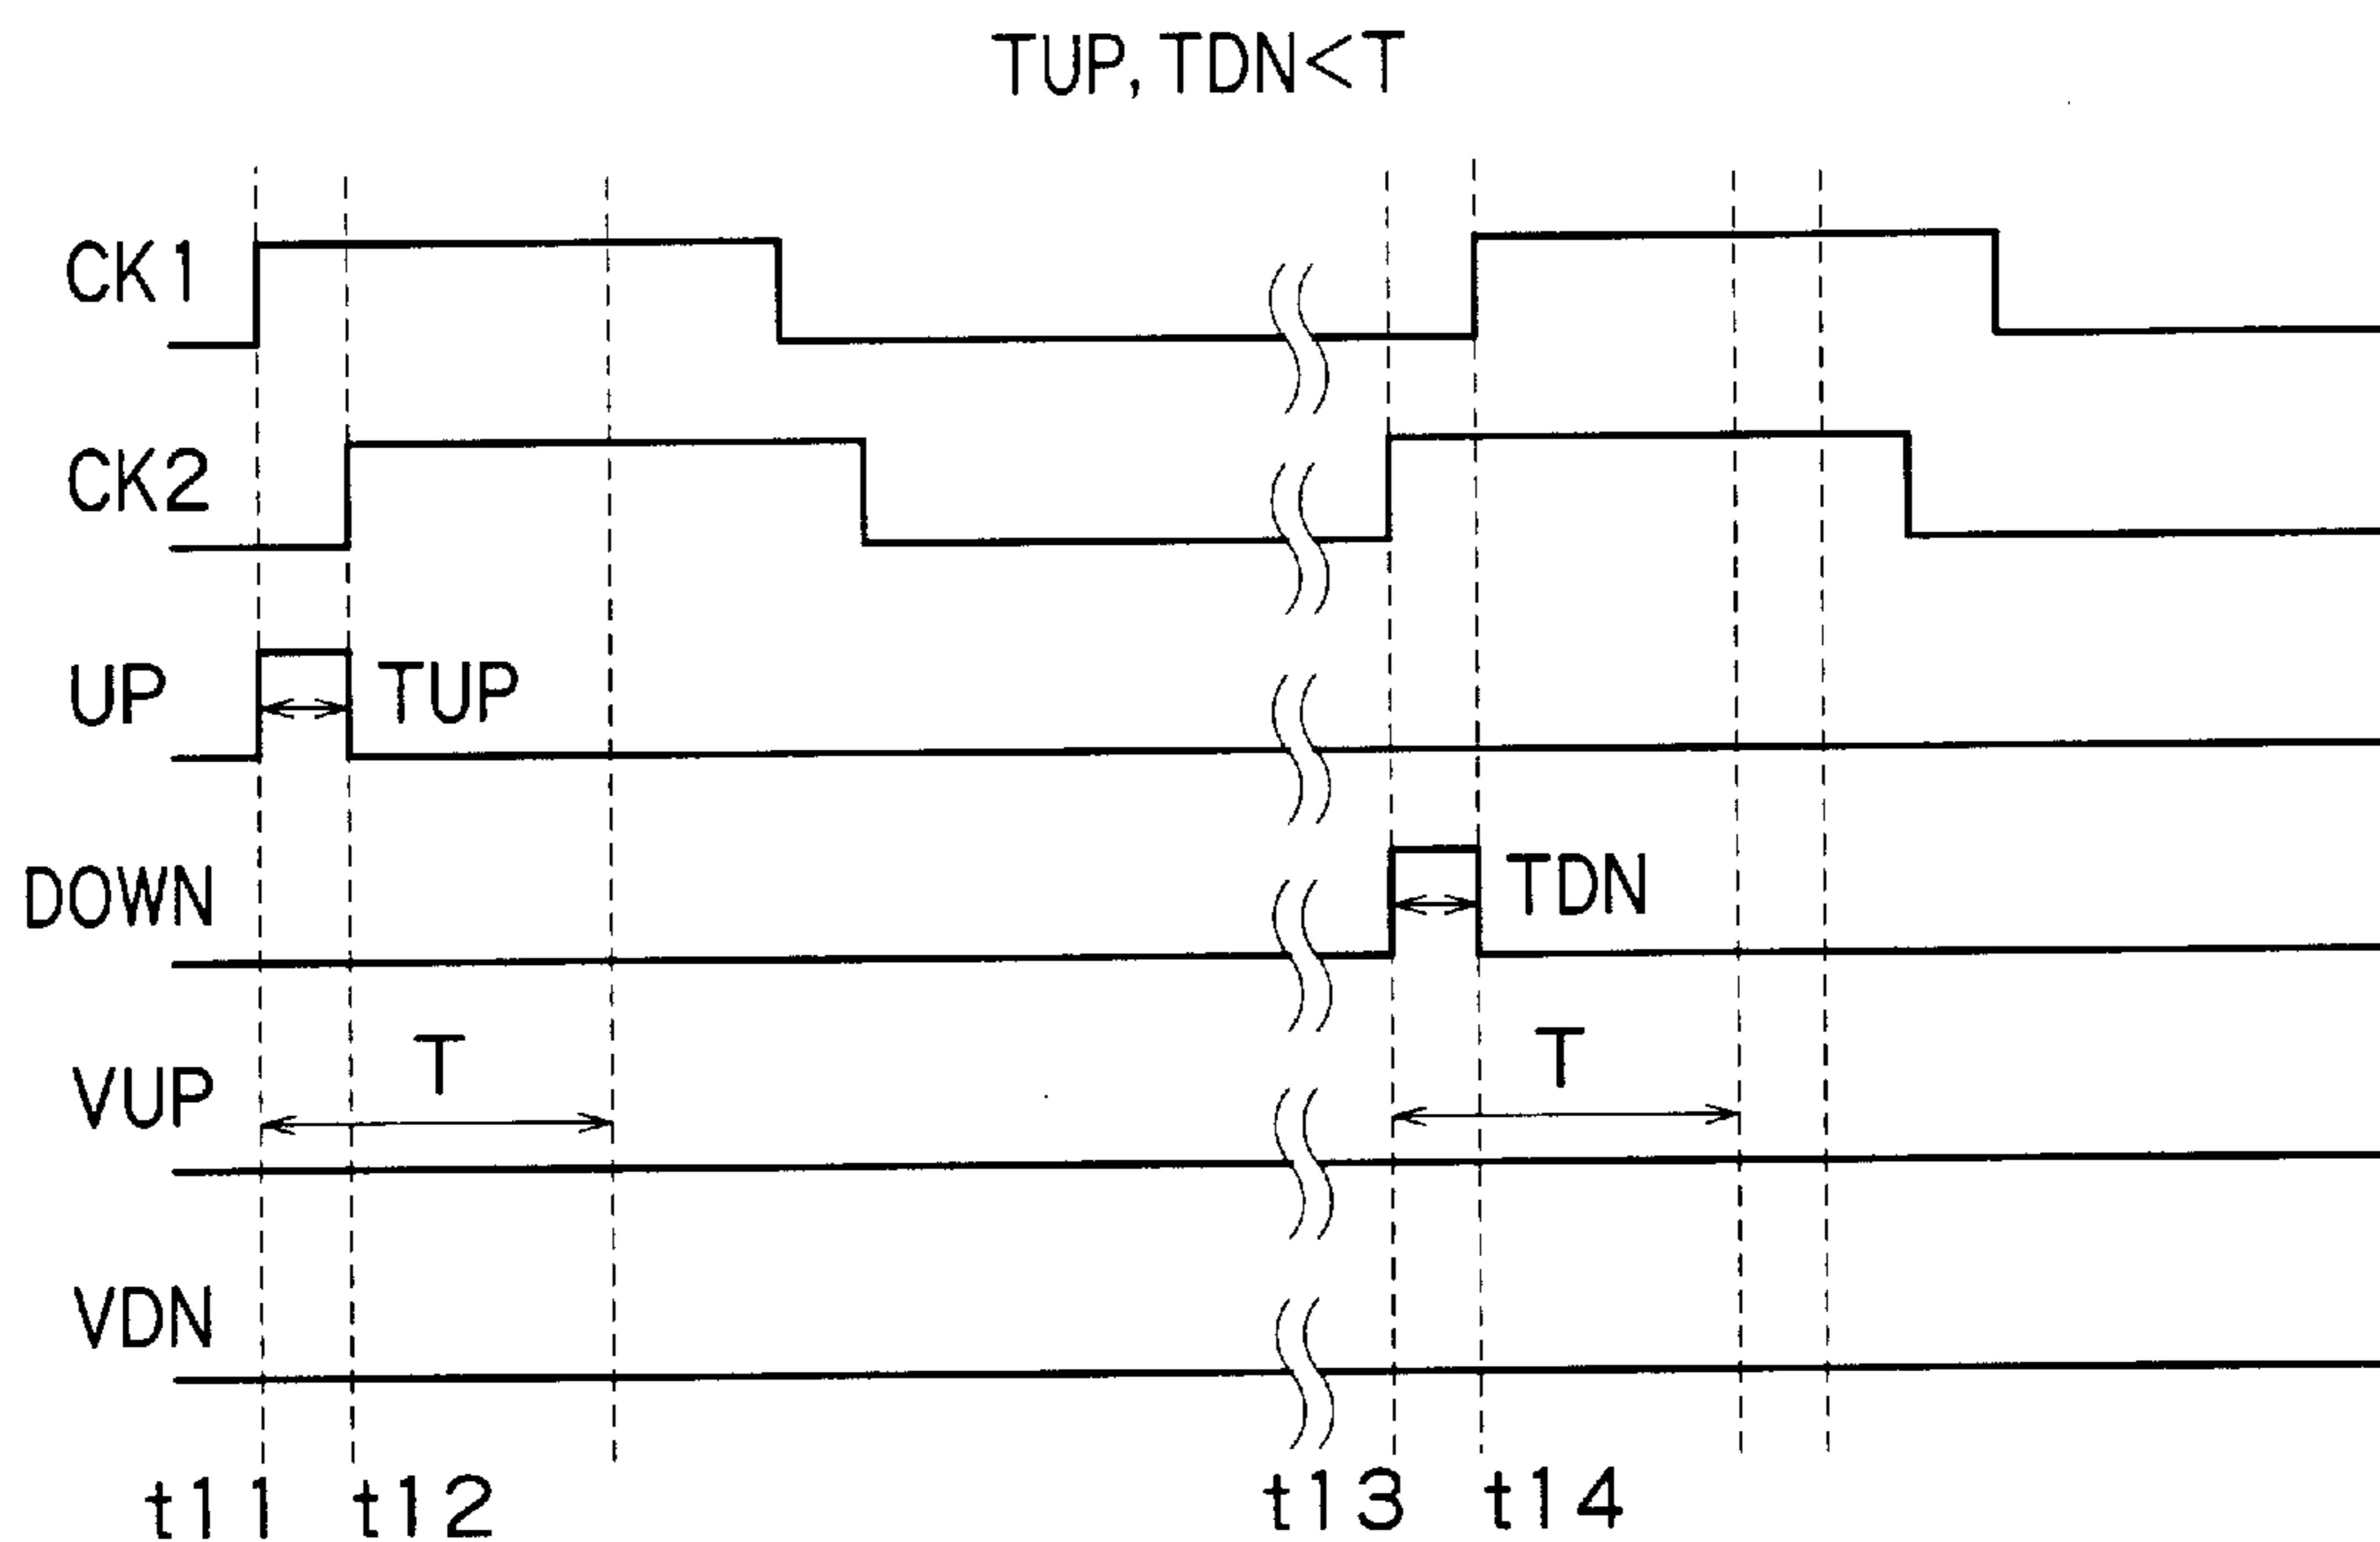 TUP,TDN<T
CK1
CK2
UP
TUP
DOWN
TDN
VUP
T
T
VDN
t11
t12
t13
t14